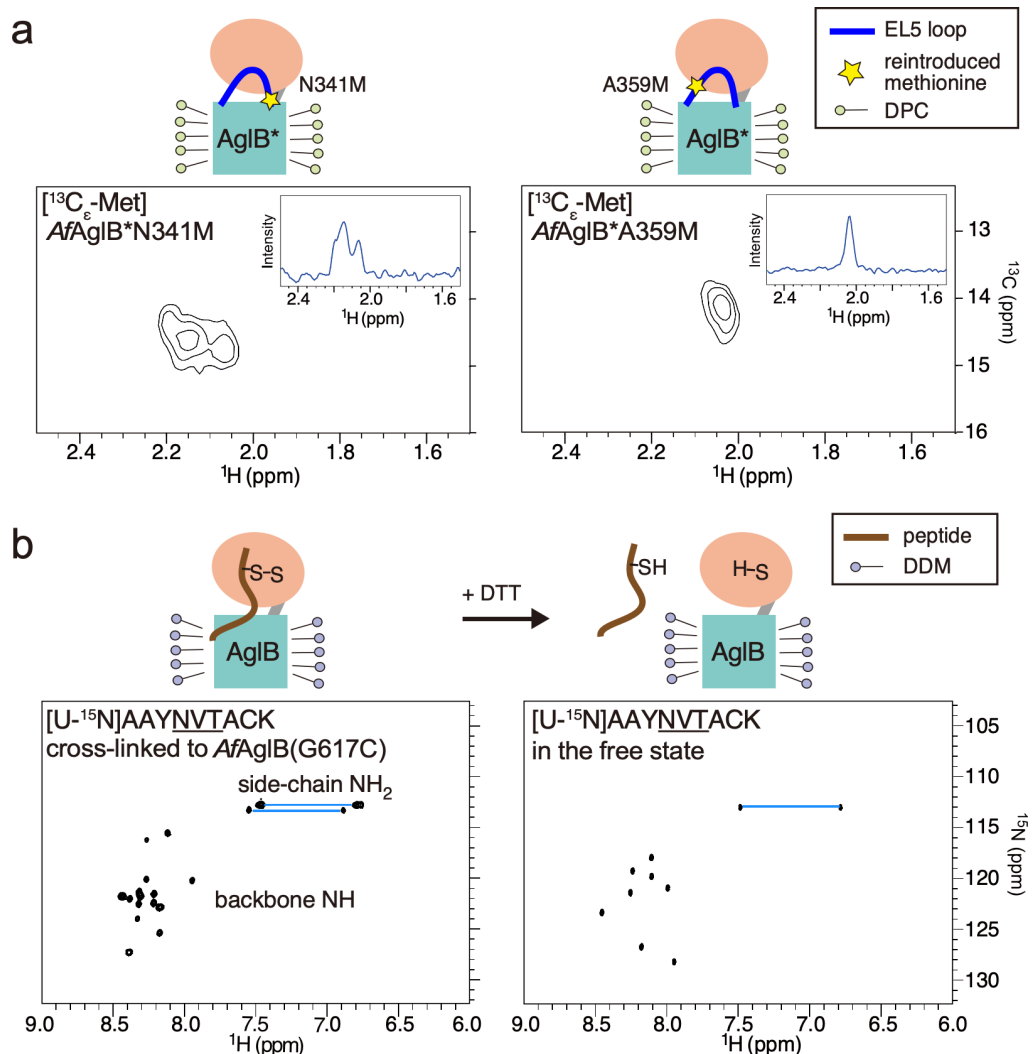 a
N341M
AglB*
A359M
AglB*
EL5 loop
reintroduced
methionine
DPC
[¹³Cε-Met]
AfAglB*N341M
Intensity
2.4 2.0 1.6
¹H (ppm)
2.4 2.2 2.0 1.8 1.6
¹H (ppm)
[¹³Cε-Met]
AfAglB*A359M
Intensity
2.4 2.0 1.6
¹H (ppm)
13
14
15
16
¹³C (ppm)
2.4 2.2 2.0 1.8 1.6
¹H (ppm)
b
S-S
AglB
+ DTT
SH
H-S
AglB
peptide
DDM
[U-¹⁵N]AAYNVTACK
cross-linked to AfAglB(G617C)
side-chain NH₂
backbone NH
9.0 8.5 8.0 7.5 7.0 6.5 6.0
¹H (ppm)
[U-¹⁵N]AAYNVTACK
in the free state
105
110
115
120
125
130
¹⁵N (ppm)
9.0 8.5 8.0 7.5 7.0 6.5 6.0
¹H (ppm)